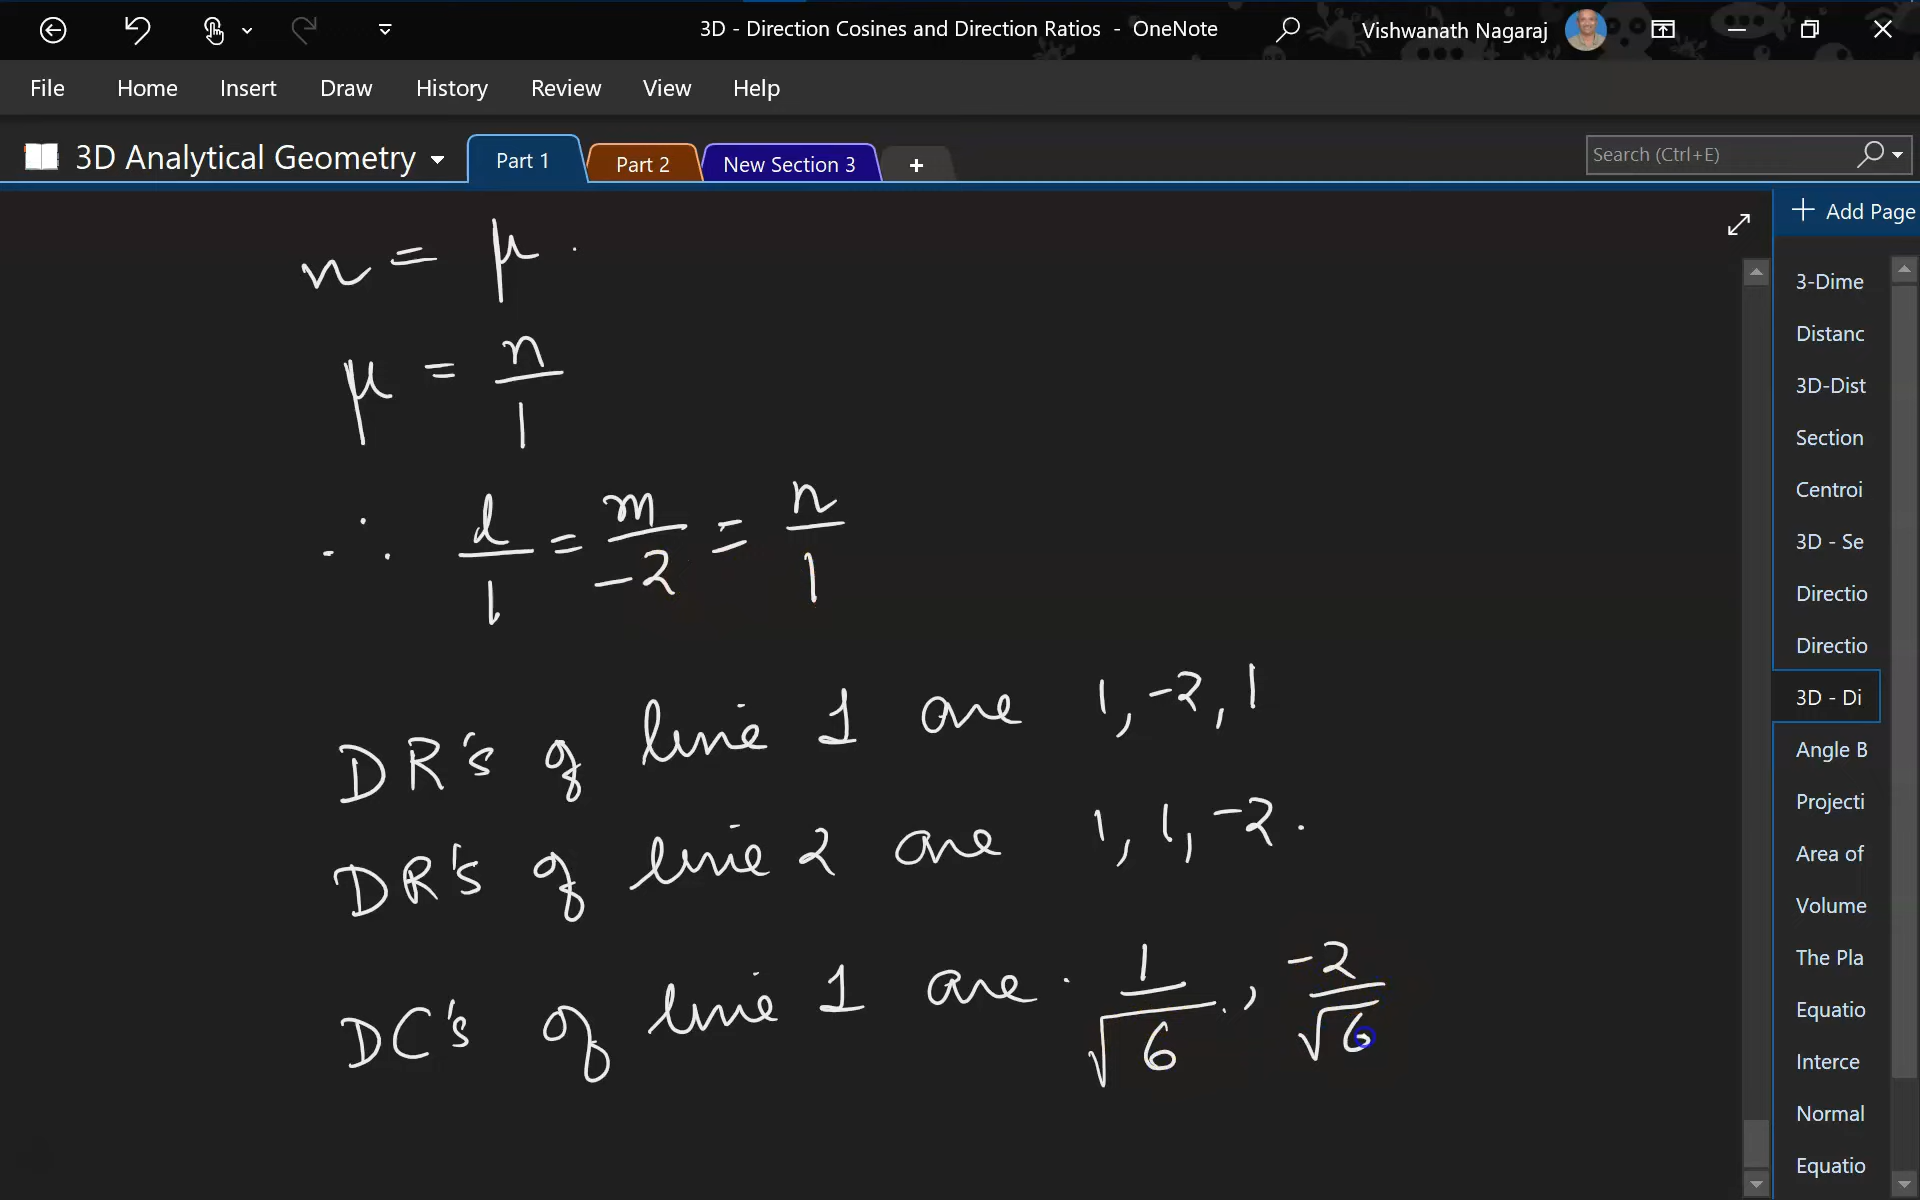 3D - Direction Cosines and Direction Ratios - OneNote
Vishwanath Nagaraj
File Home Insert Draw History Review View Help
3D Analytical Geometry Part 1 Part 2 New Section 3 +
Search (Ctrl+E)
+ Add Page
n = μ .
μ = n/1
∴ l/1 = m/-2 = n/1
DR's of line 1 are 1, -2, 1
DR's of line 2 are 1, 1, -2.
DC's of line 1 are . 1/√6 , -2/√6
3-Dime
Distanc
3D-Dist
Section
Centroi
3D - Se
Directio
Directio
3D - Di
Angle B
Projecti
Area of
Volume
The Pla
Equatio
Interce
Normal
Equatio